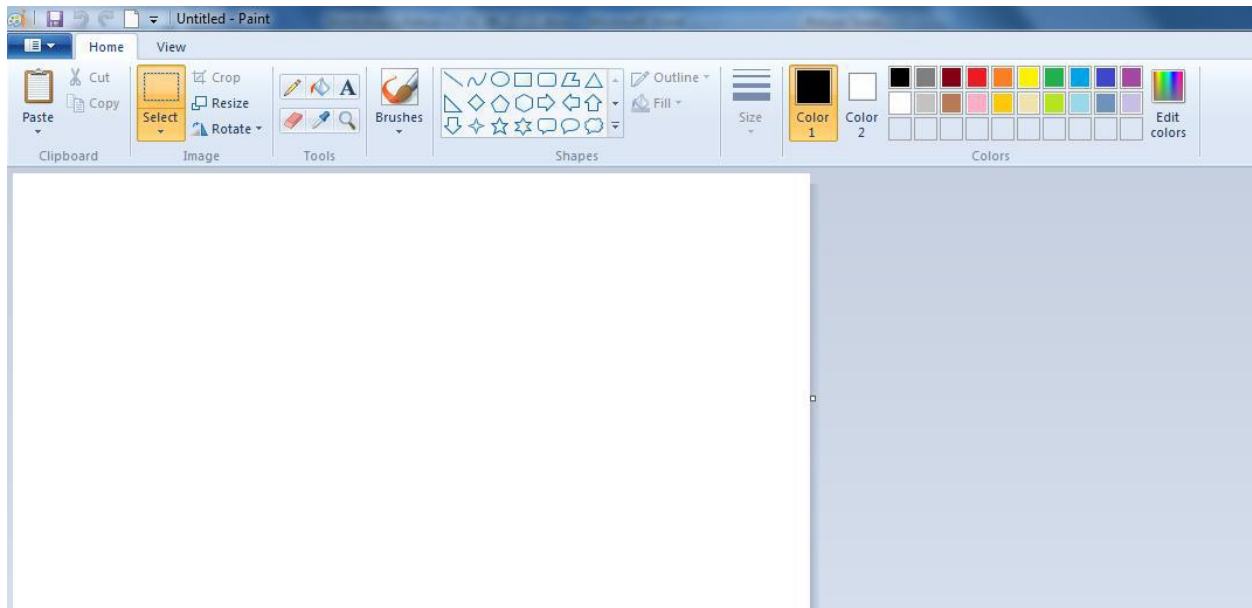 Untitled - Paint
Home View
Cut Crop Outline
Copy Resize A Fill
Paste Select Rotate Brushes Size Color 1 Color 2 Edit colors
Clipboard Image Tools Shapes Colors